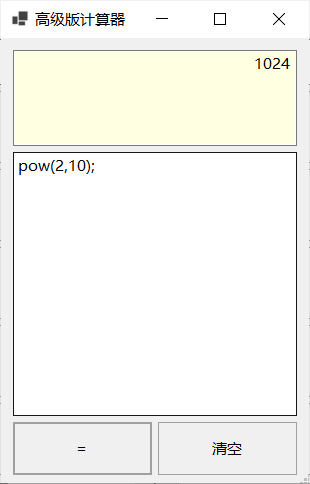 高级版计算器
1024
pow(2,10);
=
清空